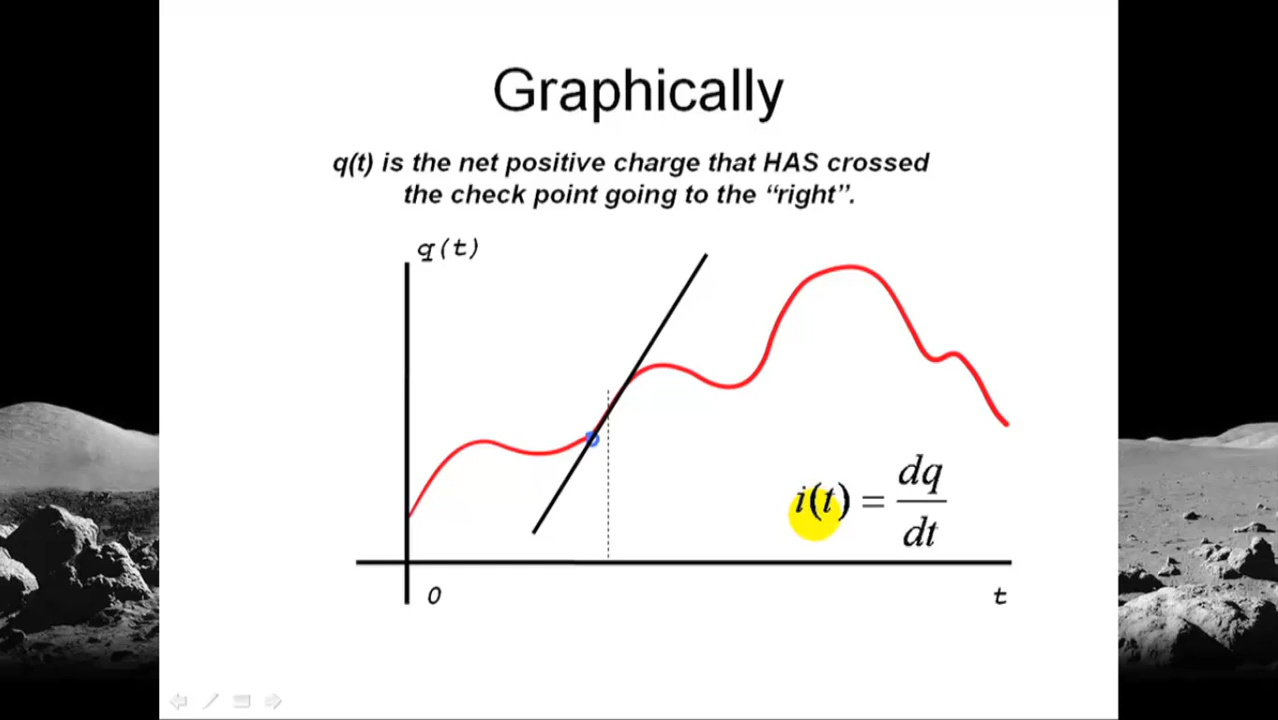 Graphically
q(t) is the net positive charge that HAS crossed
the check point going to the “right”.
q(t)
i(t) = dq/dt
0
t